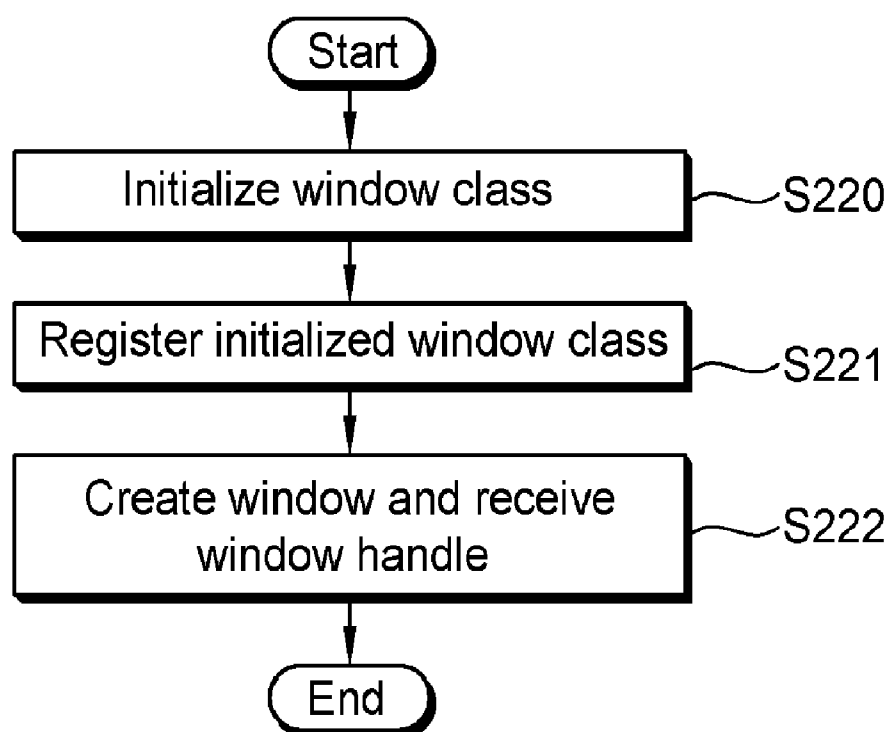 Start
Initialize window class
S220
Register initialized window class
S221
Create window and receive
window handle
S222
End